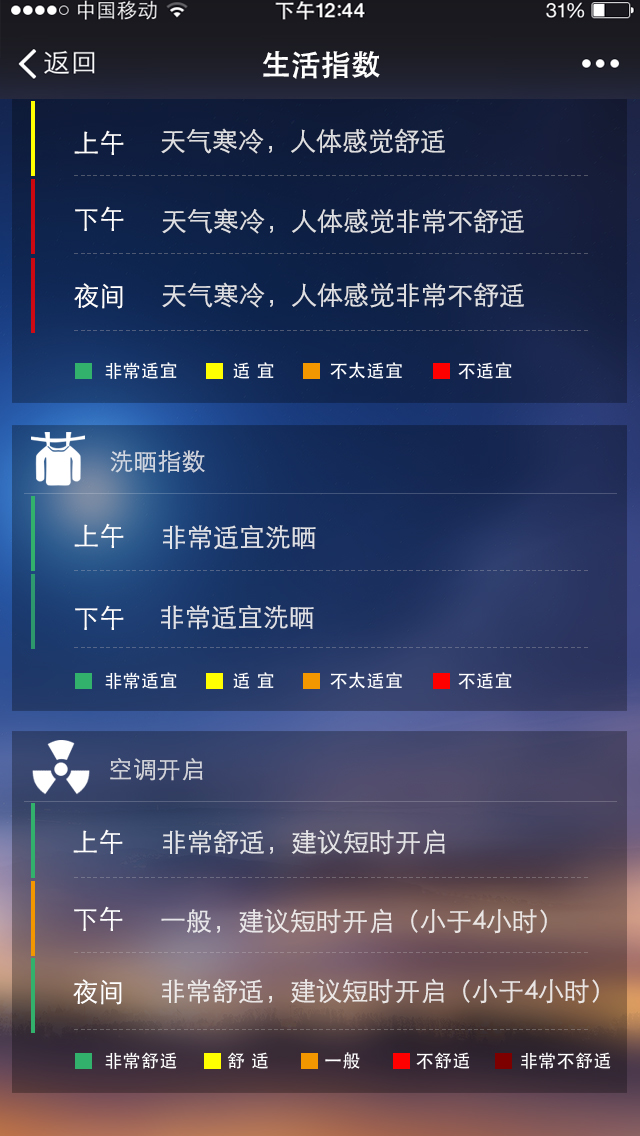 中国移动 下午12:44 31%
返回 生活指数
上午 天气寒冷，人体感觉舒适
下午 天气寒冷，人体感觉非常不舒适
夜间 天气寒冷，人体感觉非常不舒适
非常适宜 适 宜 不太适宜 不适宜
洗晒指数
上午 非常适宜洗晒
下午 非常适宜洗晒
非常适宜 适 宜 不太适宜 不适宜
空调开启
上午 非常舒适，建议短时开启
下午 一般，建议短时开启（小于4小时）
夜间 非常舒适，建议短时开启（小于4小时）
非常舒适 舒 适 一般 不舒适 非常不舒适